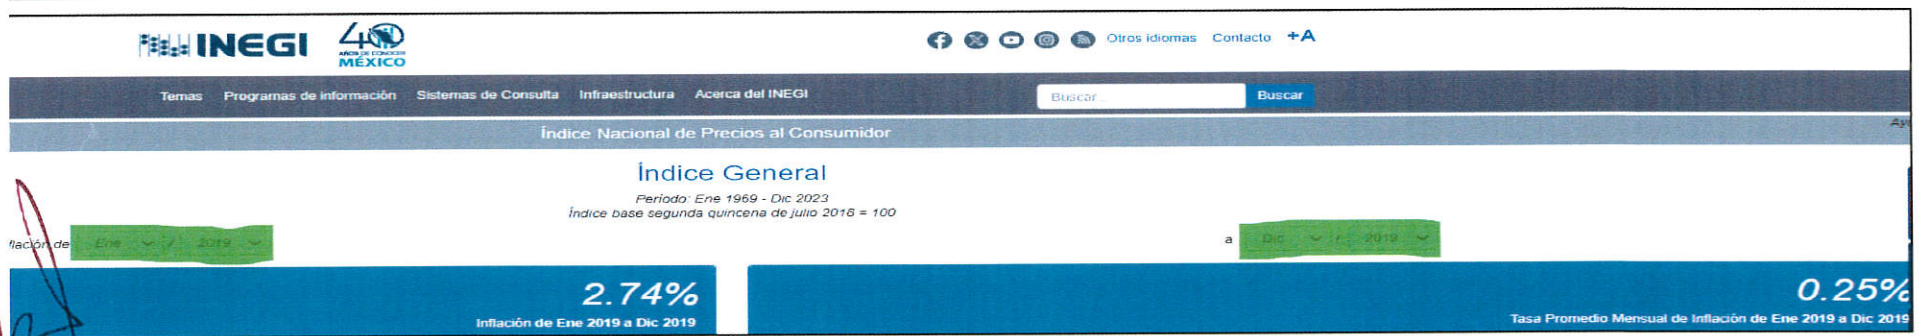 INEGI
40
AÑOS DE CONOCER
MÉXICO
Otros idiomas Contacto +A
Temas Programas de información Sistemas de Consulta Infraestructura Acerca del INEGI Buscar... Buscar
Índice Nacional de Precios al Consumidor
Índice General
Período: Ene 1969 - Dic 2023
Índice base segunda quincena de julio 2018 = 100
flación de Ene / 2019 a Dic / 2019
2.74%
Inflación de Ene 2019 a Dic 2019
0.25%
Tasa Promedio Mensual de Inflación de Ene 2019 a Dic 2019